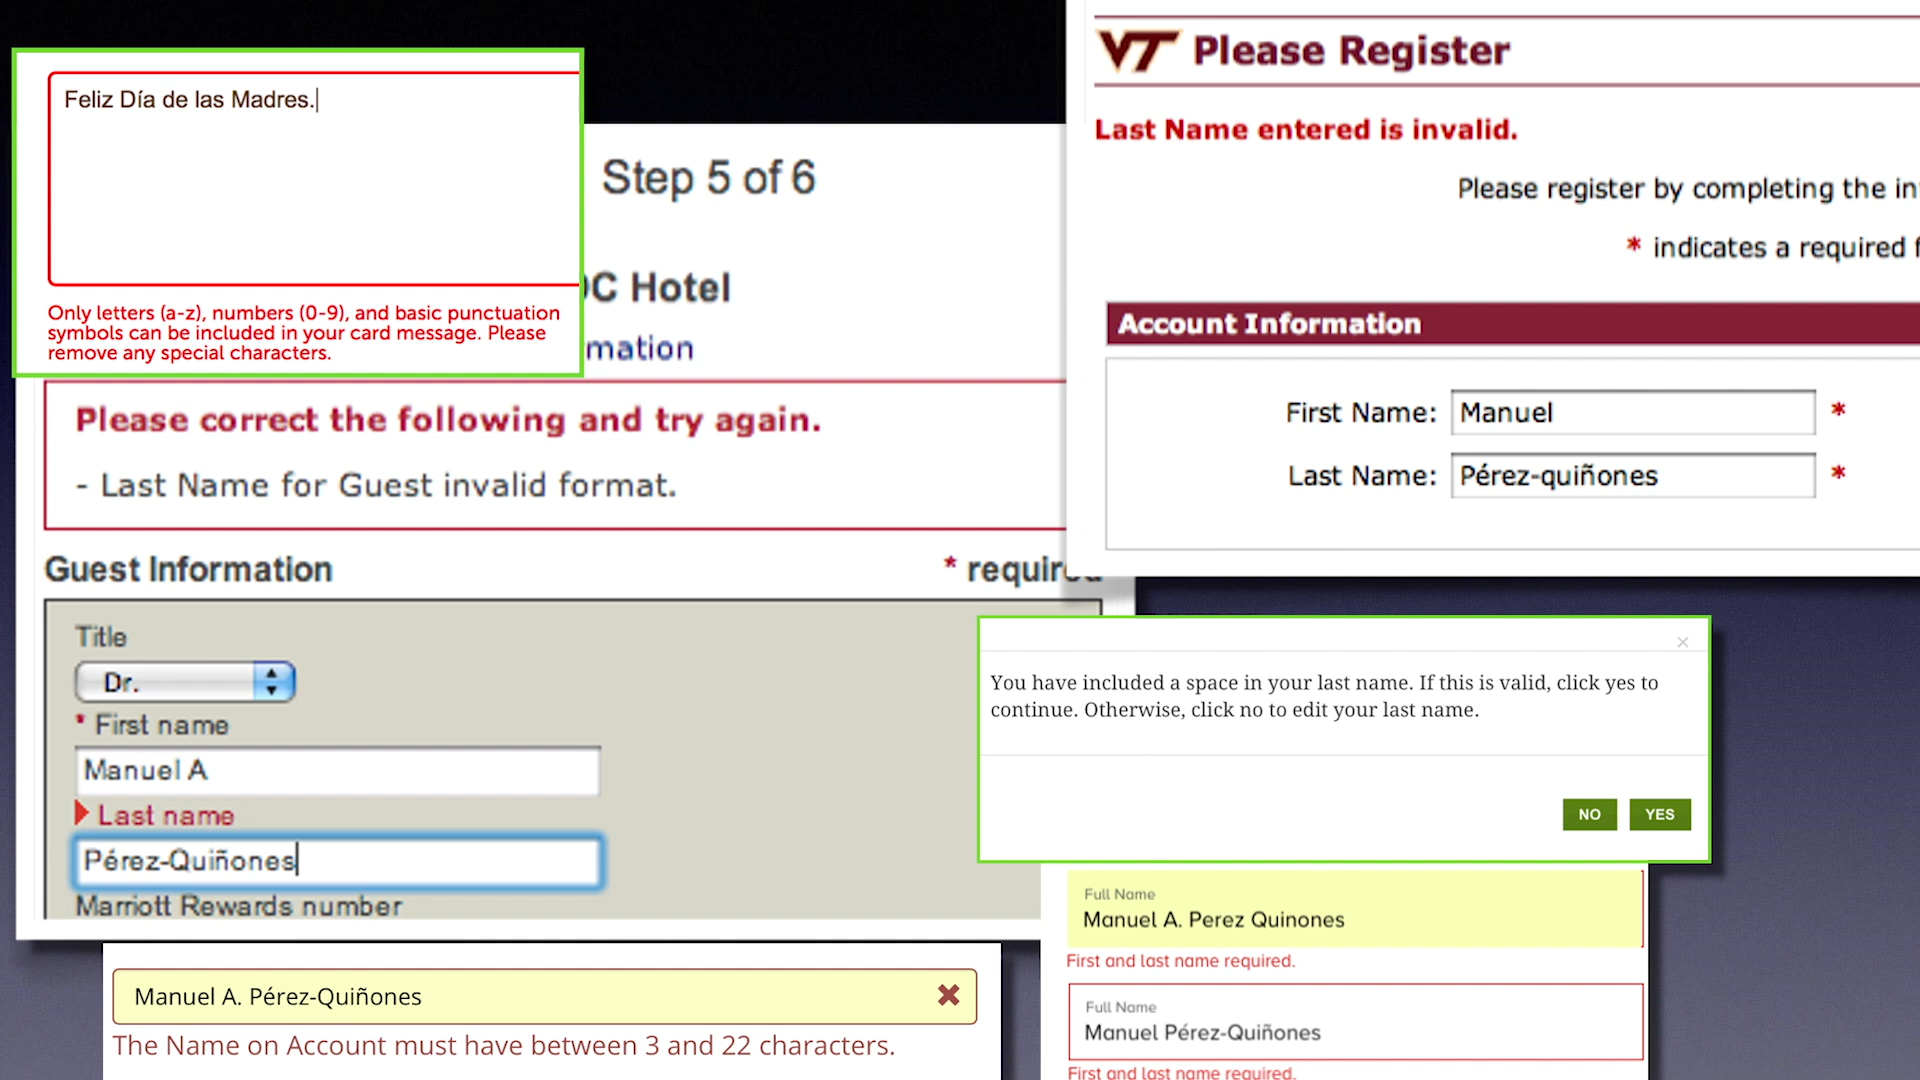 Feliz Día de las Madres.
Only letters (a-z), numbers (0-9), and basic punctuation
symbols can be included in your card message. Please
remove any special characters.
Step 5 of 6
Hotel
Please correct the following and try again.
- Last Name for Guest invalid format.
Guest Information
* required
Title
Dr.
* First name
Manuel A
Last name
Pérez-Quiñones
Marriott Rewards number
VT Please Register
Last Name entered is invalid.
Please register by completing the
* indicates a required
Account Information
First Name: Manuel *
Last Name: Pérez-quiñones *
×
You have included a space in your last name. If this is valid, click yes to
continue. Otherwise, click no to edit your last name.
NO YES
Manuel A. Pérez-Quiñones
The Name on Account must have between 3 and 22 characters.
Full Name
Manuel A. Perez Quinones
First and last name required.
Full Name
Manuel Pérez-Quiñones
First and last name required.